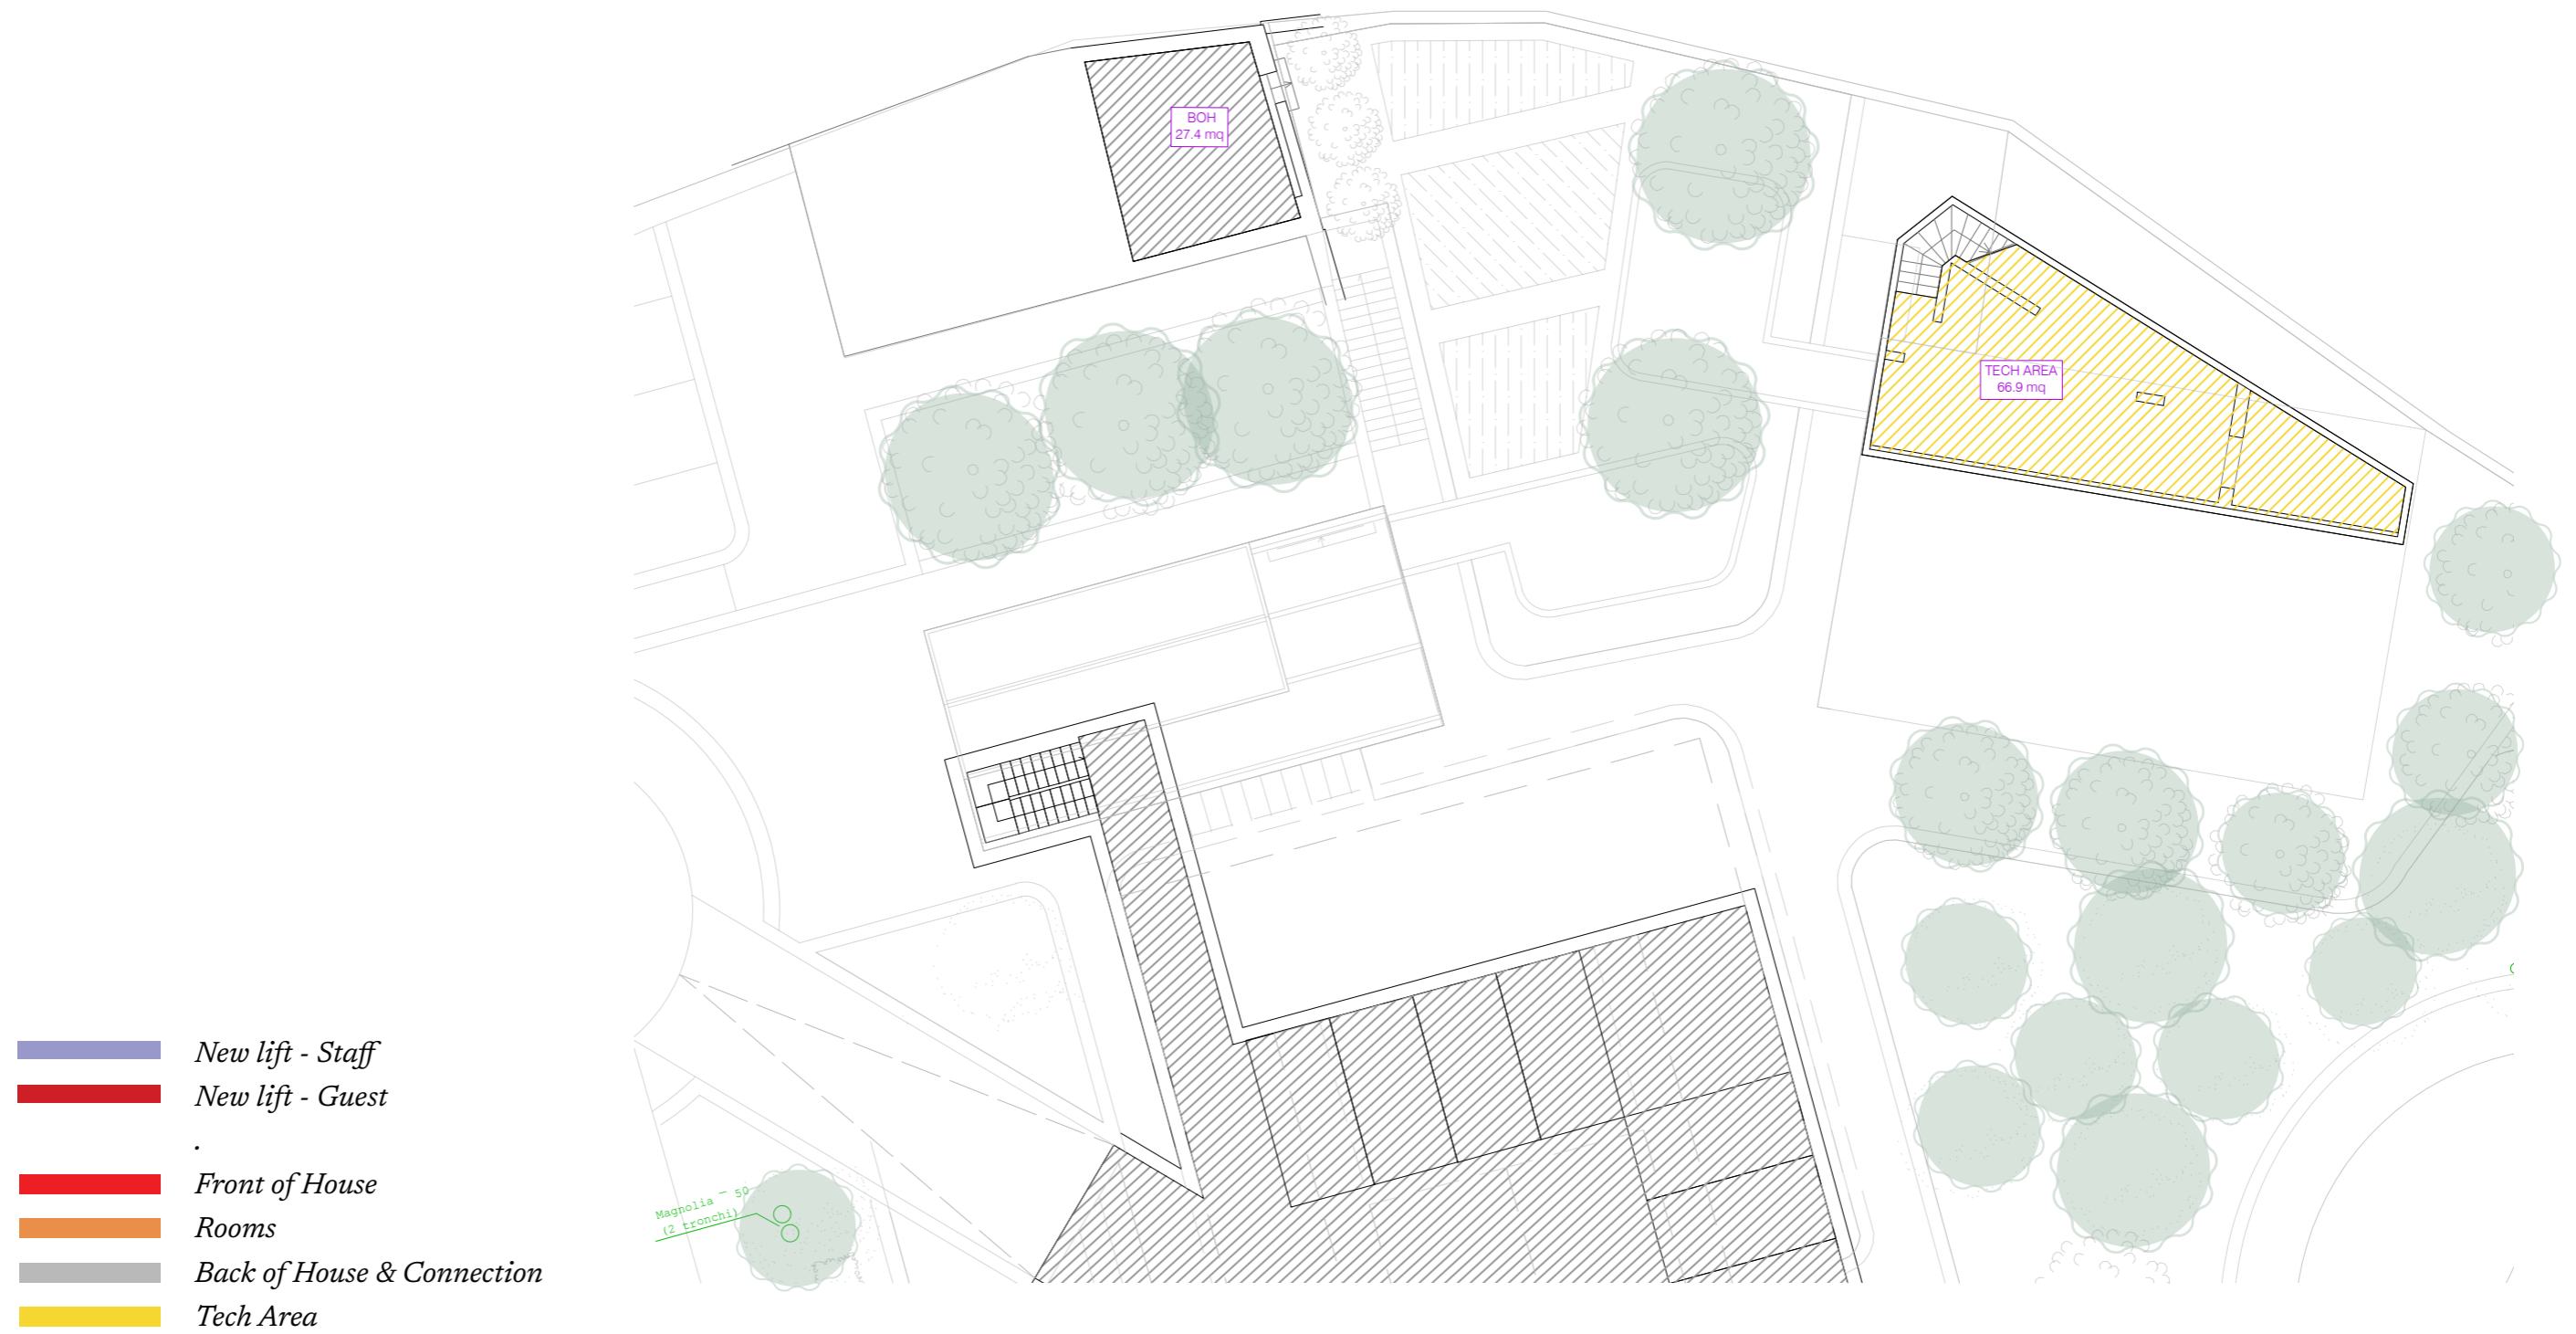 BOH
27.4 mq
TECH AREA
66.9 mq
New lift - Staff
New lift - Guest
.
Front of House
Rooms
Back of House & Connection
Tech Area
Magnolia - 50
(2 tronchi)